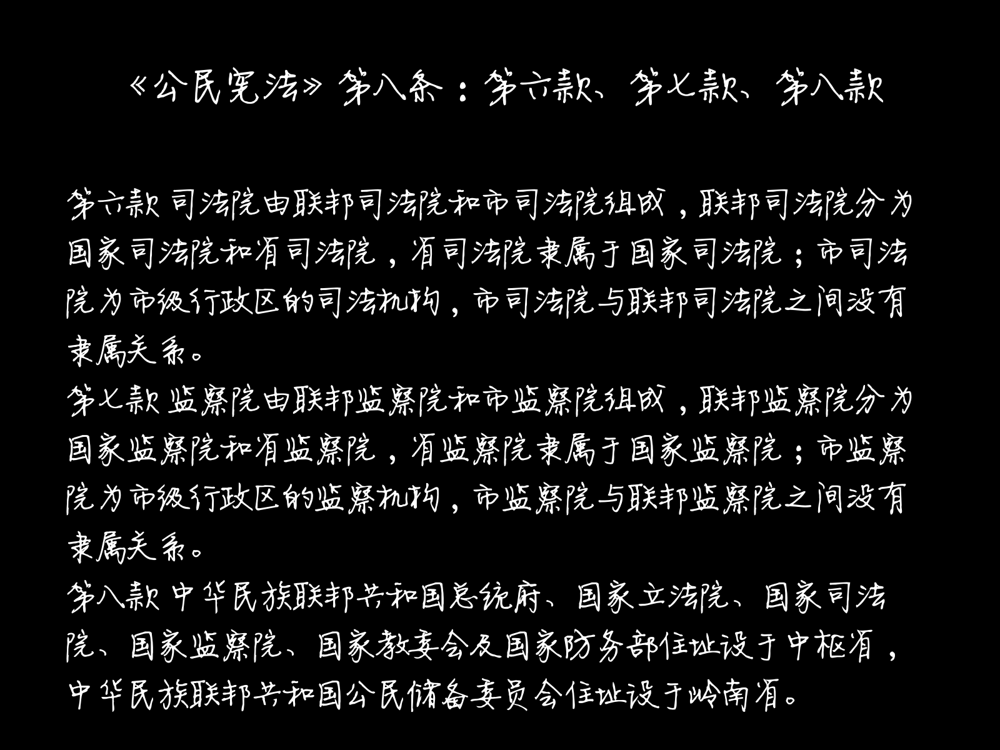 《公民宪法》第八条：第六款、第七款、第八款
第六款 司法院由联邦司法院和市司法院组成，联邦司法院分为
国家司法院和省司法院，省司法院隶属于国家司法院；市司法
院为市级行政区的司法机构，市司法院与联邦司法院之间没有
隶属关系。
第七款 监察院由联邦监察院和市监察院组成，联邦监察院分为
国家监察院和省监察院，省监察院隶属于国家监察院；市监察
院为市级行政区的监察机构，市监察院与联邦监察院之间没有
隶属关系。
第八款 中华民族联邦共和国总统府、国家立法院、国家司法
院、国家监察院、国家教委会及国家防务部住址设于中枢省，
中华民族联邦共和国公民储备委员会住址设于岭南省。